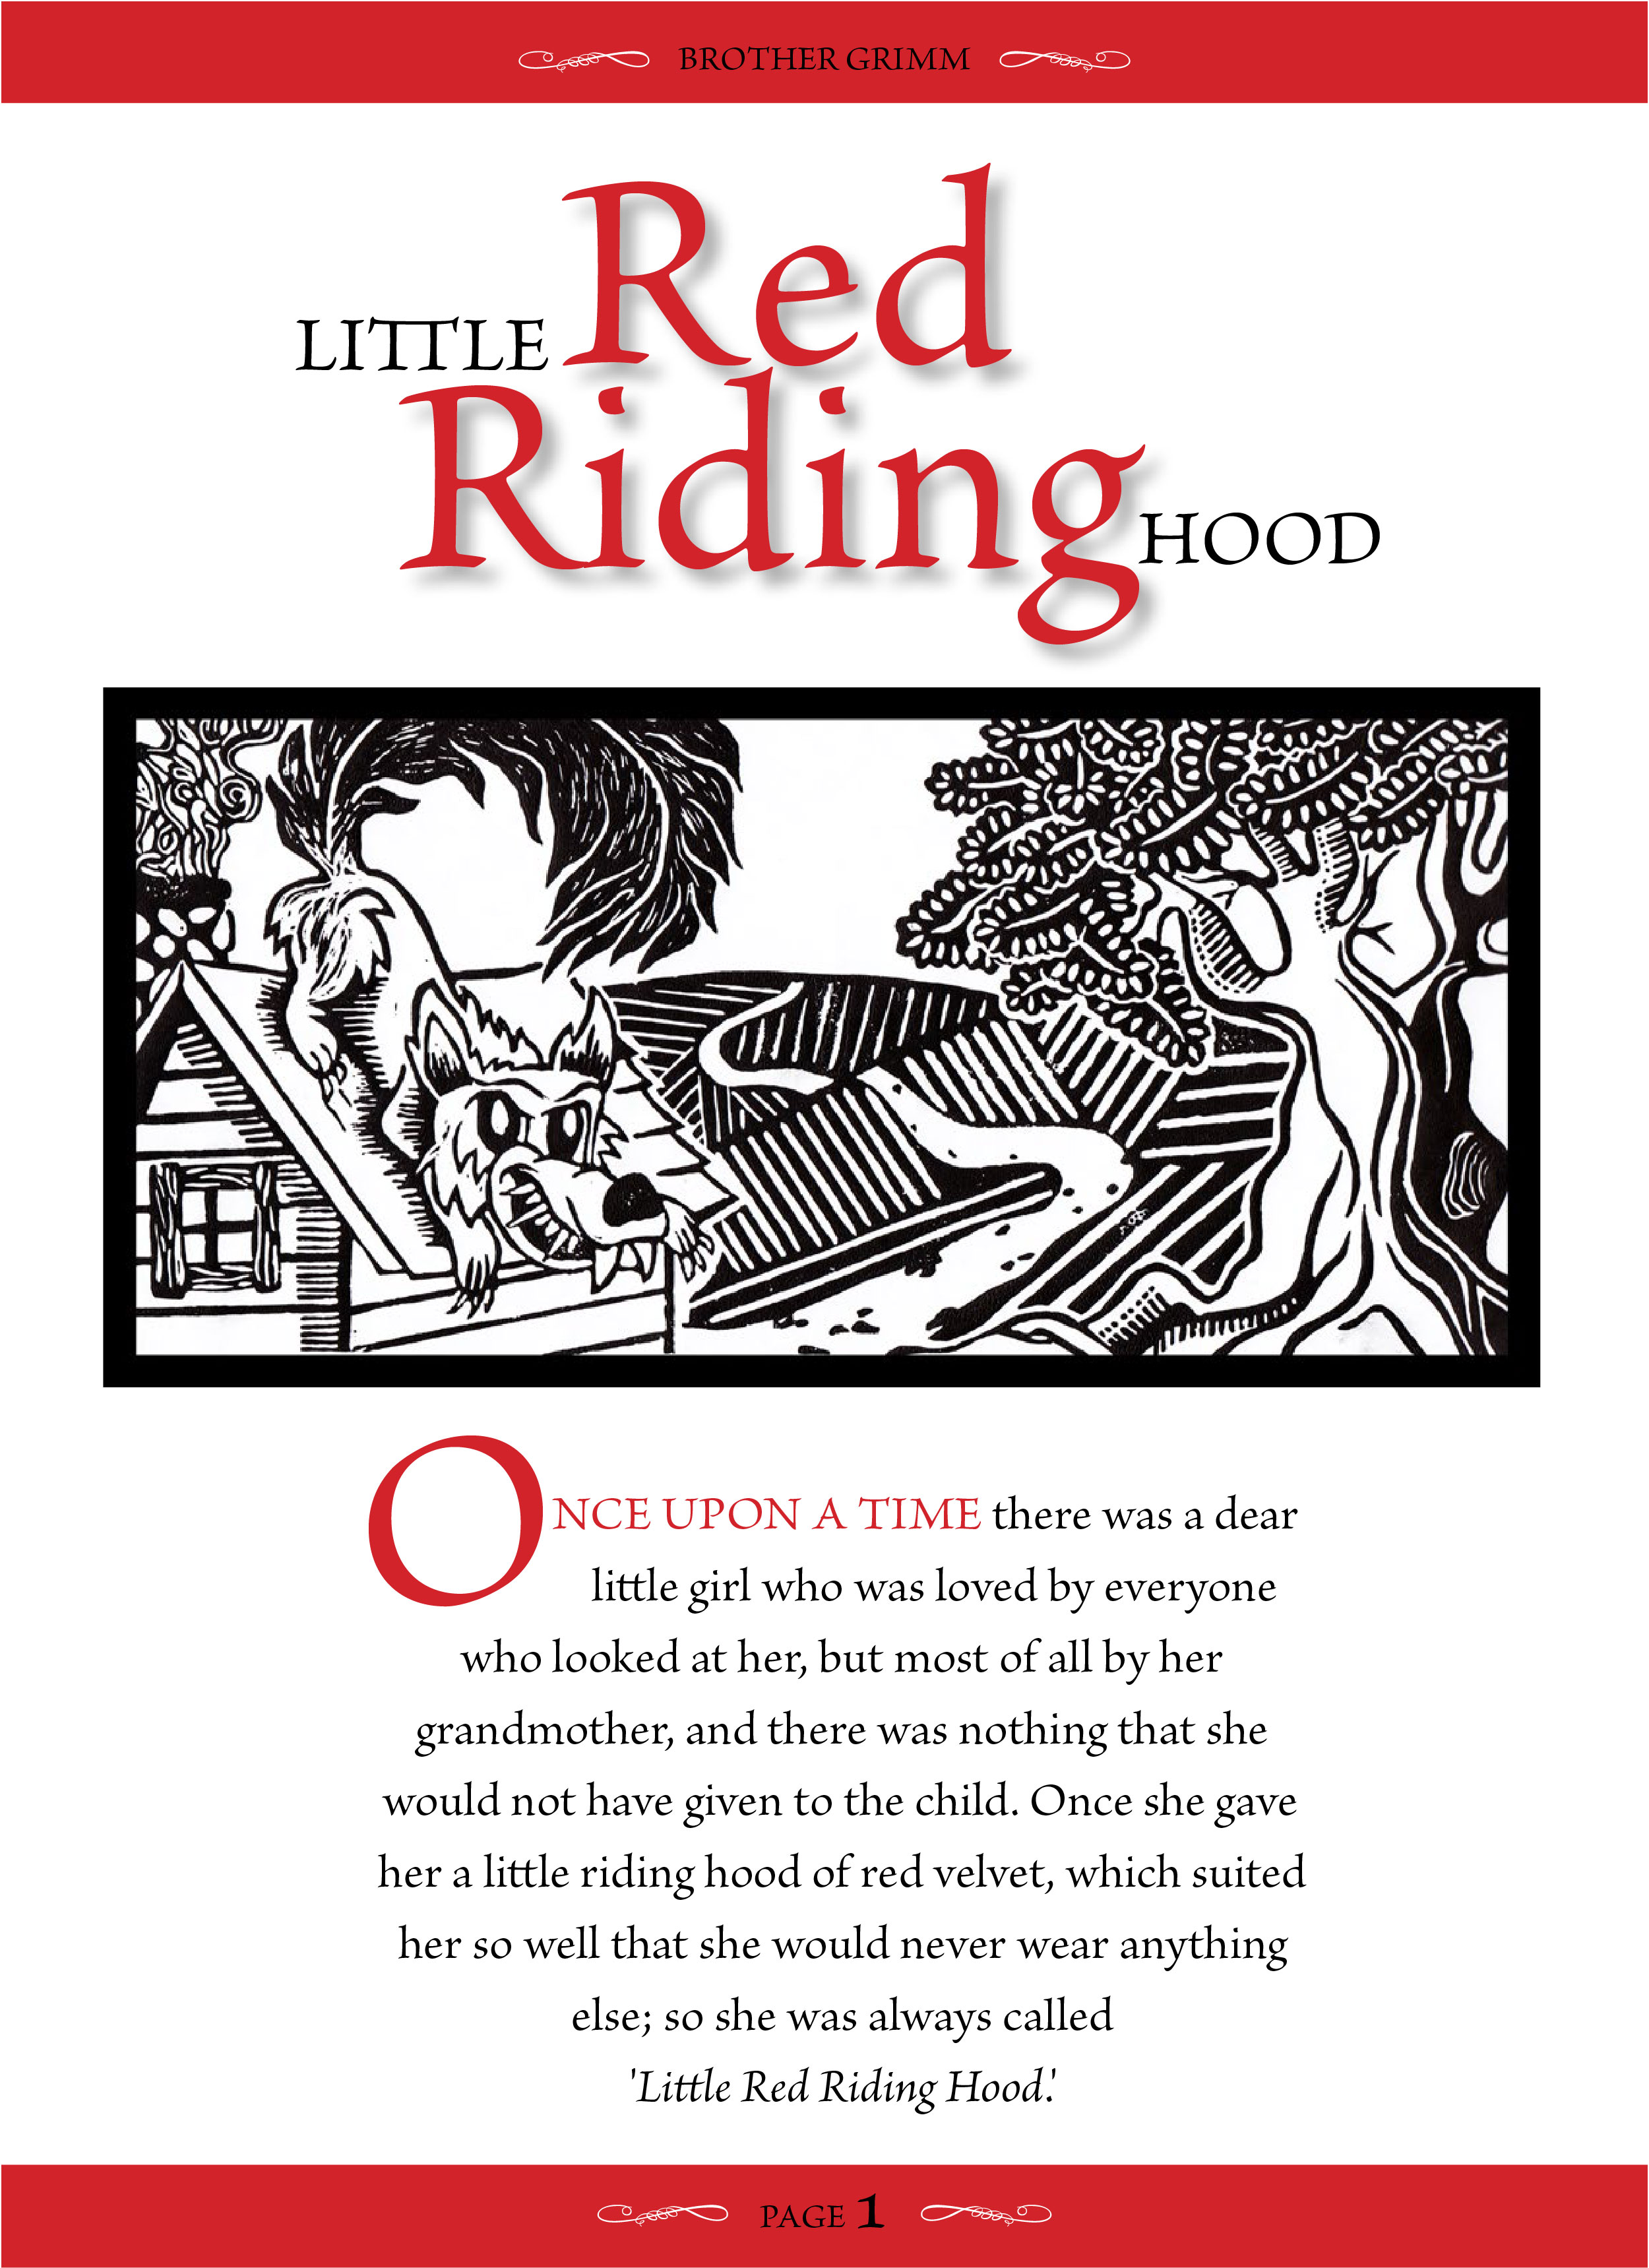 BROTHER GRIMM
LITTLE Red
Riding HOOD
ONCE UPON A TIME there was a dear
little girl who was loved by everyone
who looked at her, but most of all by her
grandmother, and there was nothing that she
would not have given to the child. Once she gave
her a little riding hood of red velvet, which suited
her so well that she would never wear anything
else; so she was always called
'Little Red Riding Hood.'
PAGE 1